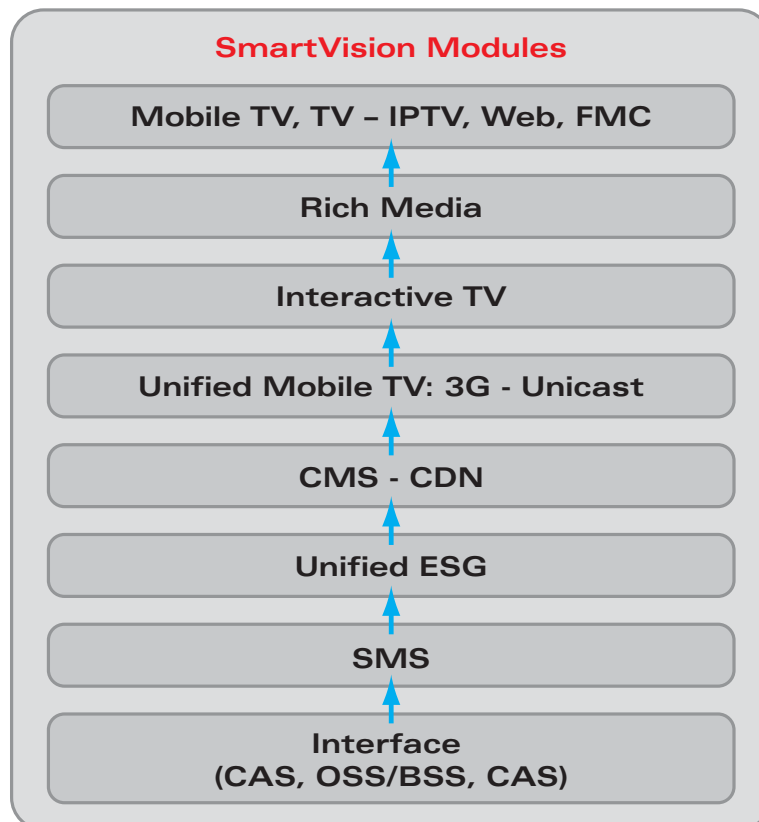 SmartVision Modules
Mobile TV, TV – IPTV, Web, FMC
Rich Media
Interactive TV
Unified Mobile TV: 3G - Unicast
CMS - CDN
Unified ESG
SMS
Interface
(CAS, OSS/BSS, CAS)